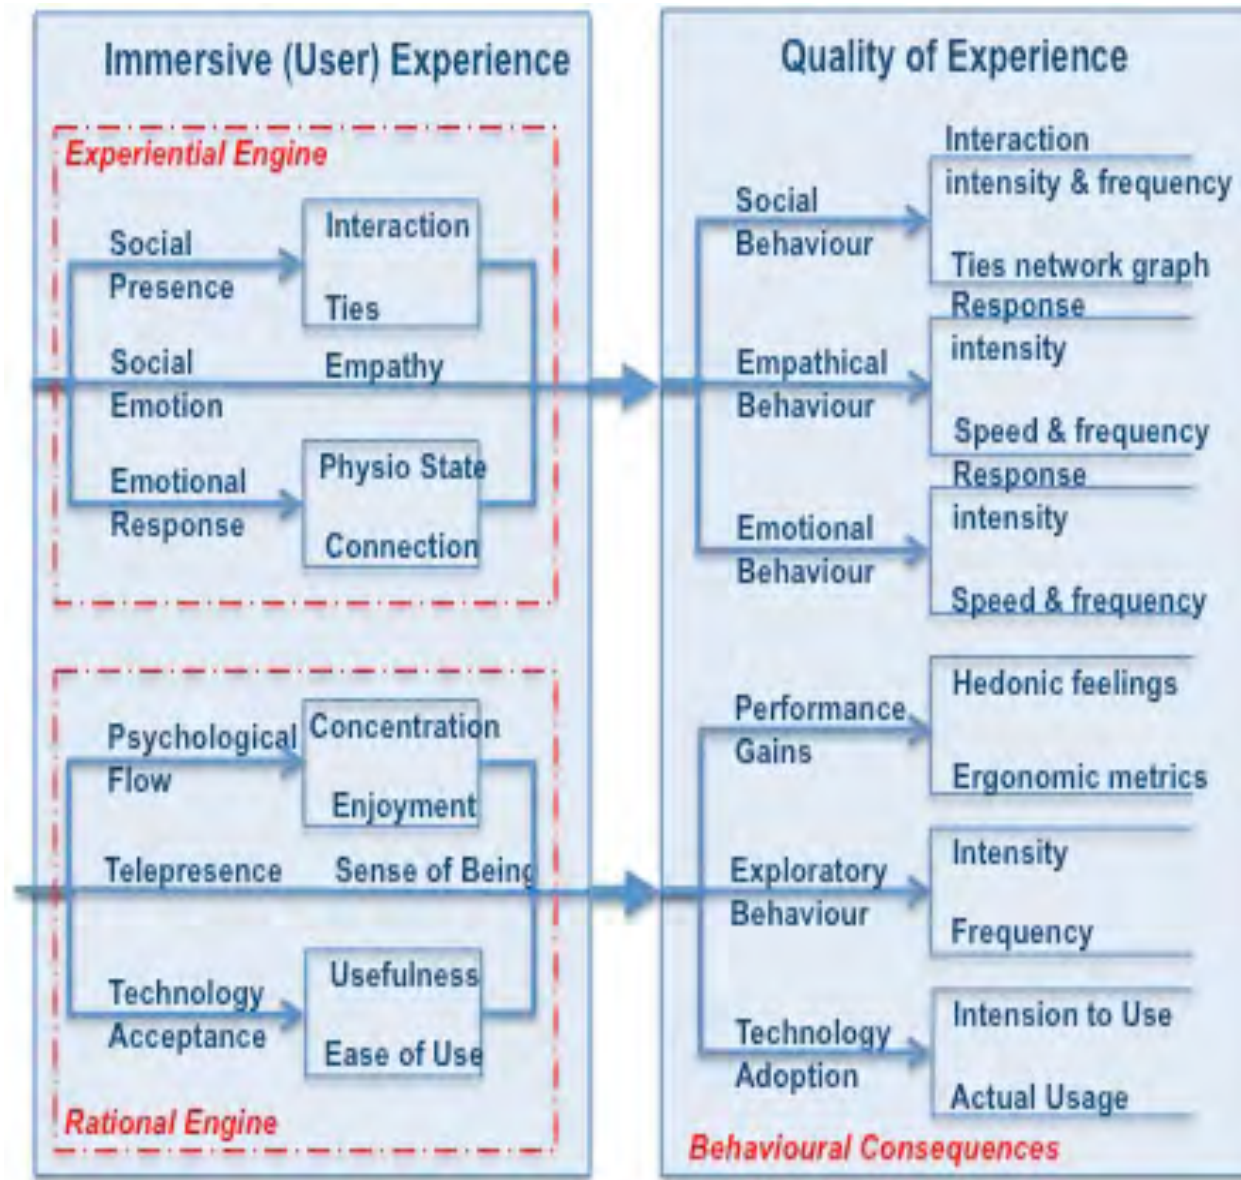 Immersive (User) Experience
Experiential Engine
Social
Presence
Interaction
Ties
Social
Emotion
Empathy
Emotional
Response
Physio State
Connection
Psychological
Flow
Concentration
Enjoyment
Telepresence
Sense of Being
Technology
Acceptance
Usefulness
Ease of Use
Rational Engine
Quality of Experience
Social
Behaviour
Interaction
intensity & frequency
Ties network graph
Empathical
Behaviour
Response
intensity
Speed & frequency
Emotional
Behaviour
Response
intensity
Speed & frequency
Performance
Gains
Hedonic feelings
Ergonomic metrics
Exploratory
Behaviour
Intensity
Frequency
Technology
Adoption
Intension to Use
Actual Usage
Behavioural Consequences